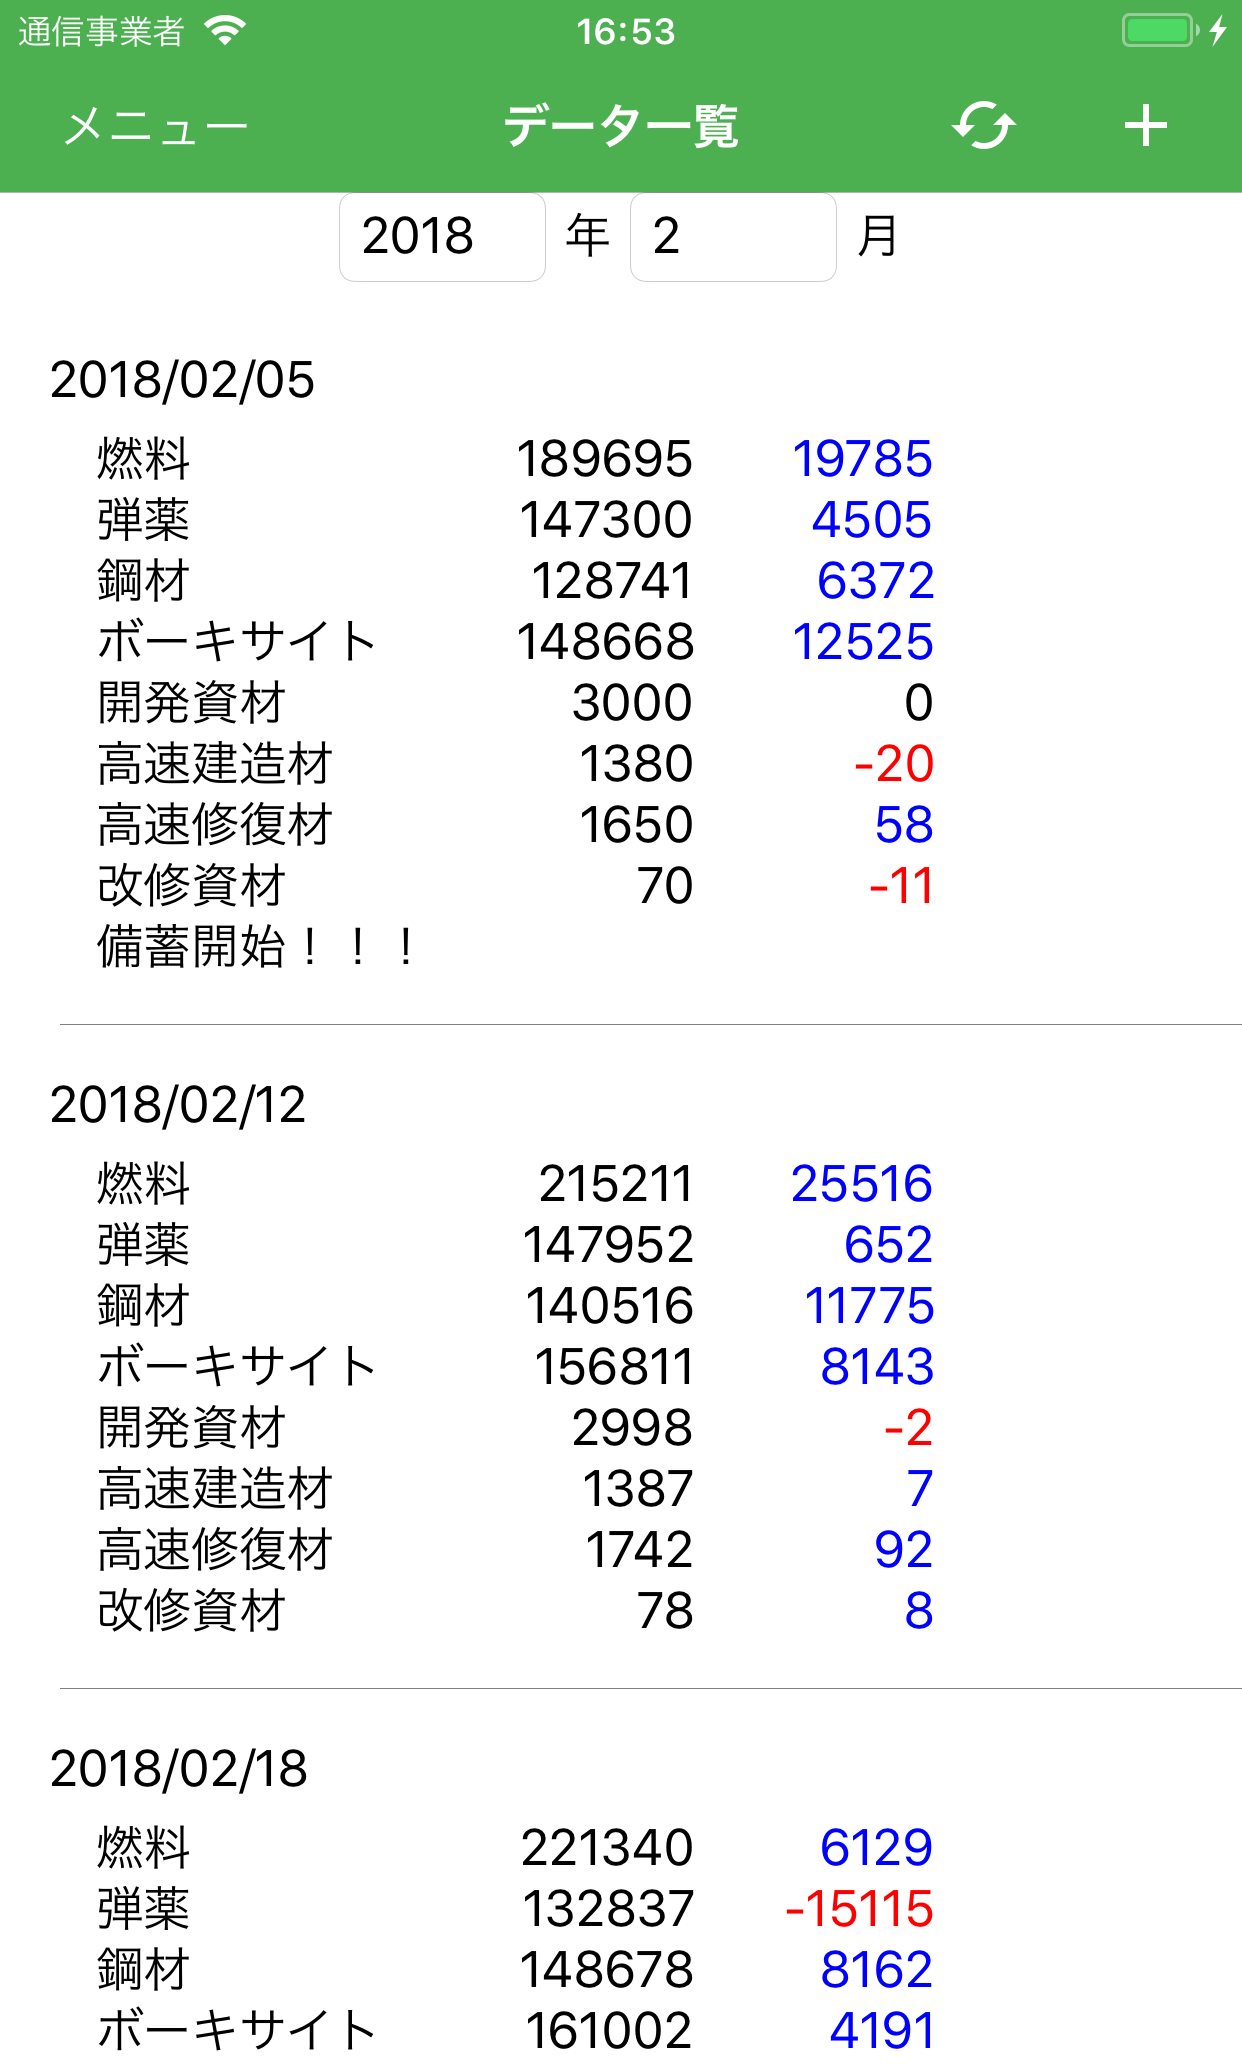 通信事業者 16:53
メニュー データ一覧
2018 年 2 月
2018/02/05
燃料 189695 19785
弾薬 147300 4505
鋼材 128741 6372
ボーキサイト 148668 12525
開発資材 3000 0
高速建造材 1380 -20
高速修復材 1650 58
改修資材 70 -11
備蓄開始！！！
2018/02/12
燃料 215211 25516
弾薬 147952 652
鋼材 140516 11775
ボーキサイト 156811 8143
開発資材 2998 -2
高速建造材 1387 7
高速修復材 1742 92
改修資材 78 8
2018/02/18
燃料 221340 6129
弾薬 132837 -15115
鋼材 148678 8162
ボーキサイト 161002 4191